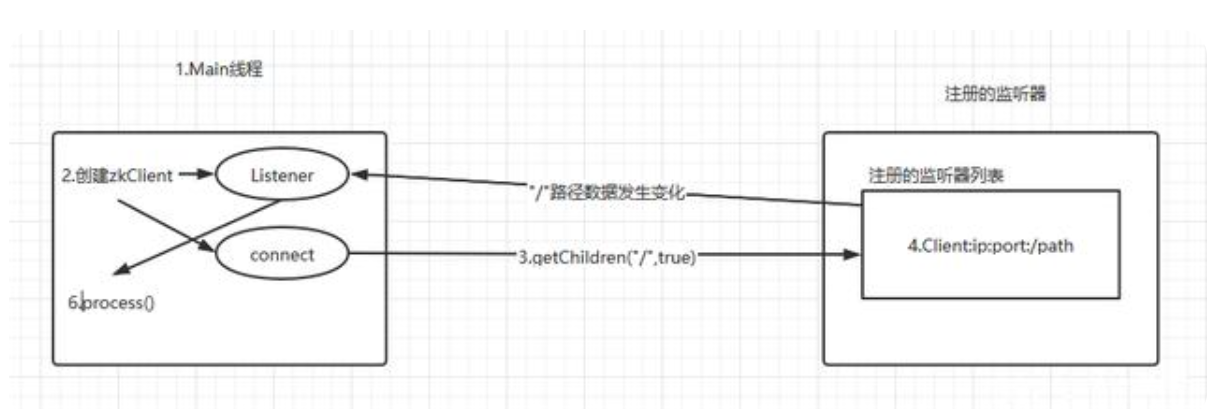 1.Main线程
注册的监听器
2.创建zkClient
Listener
注册的监听器列表
"/"路径数据发生变化
4.Client:ip:port:/path
connect
3.getChildren("/",true)
6.process()